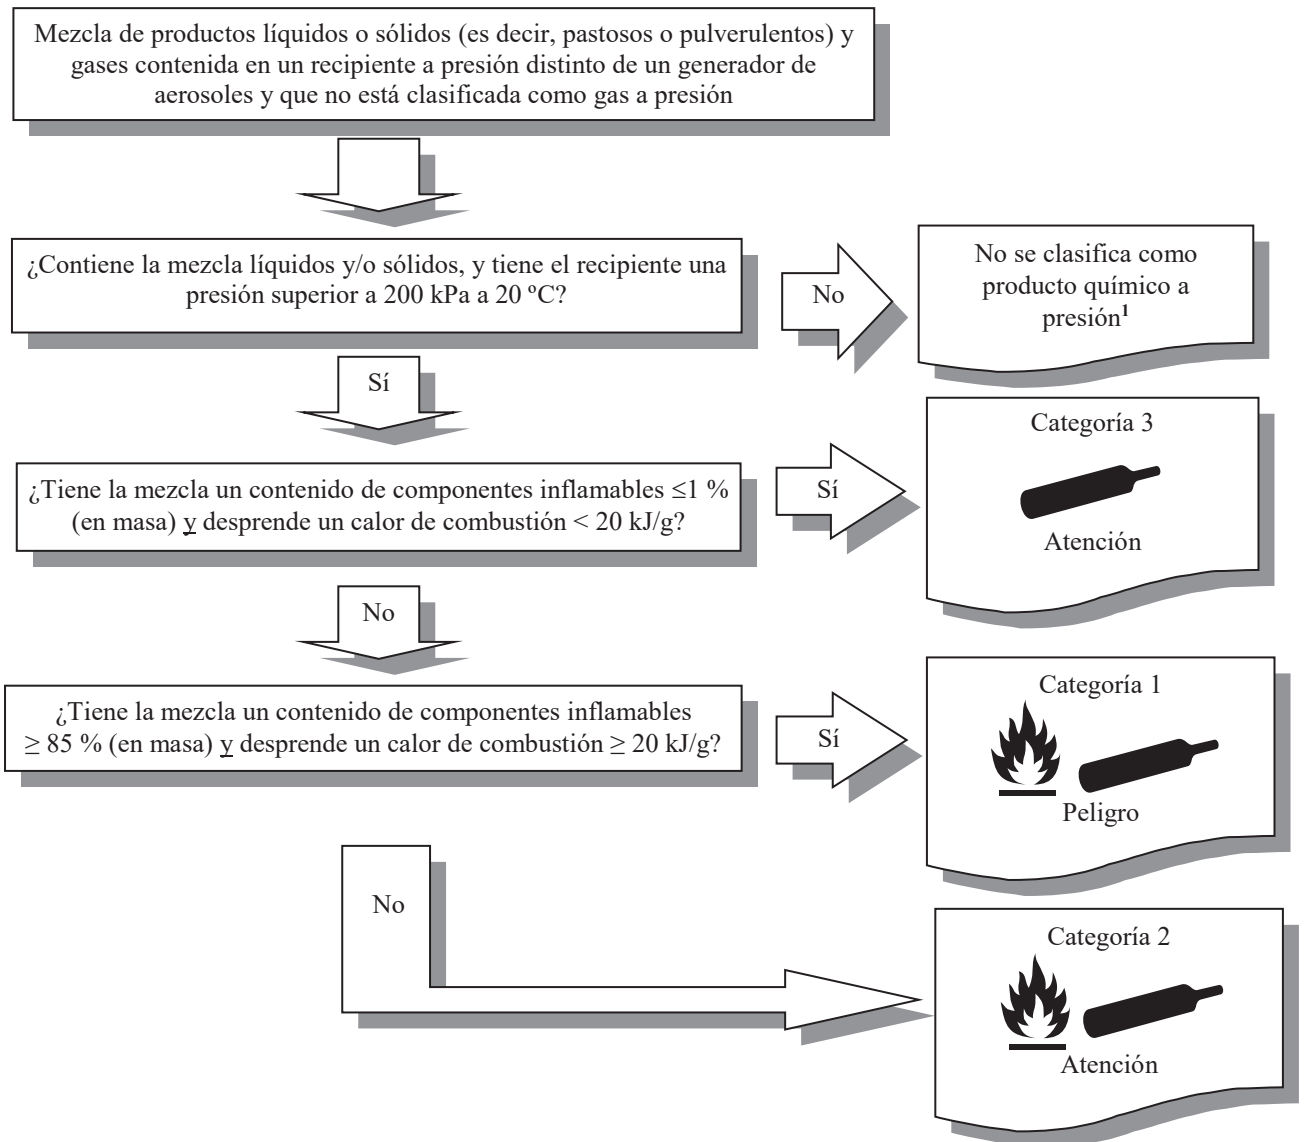 Mezcla de productos líquidos o sólidos (es decir, pastosos o pulverulentos) y
gases contenida en un recipiente a presión distinto de un generador de
aerosoles y que no está clasificada como gas a presión
¿Contiene la mezcla líquidos y/o sólidos, y tiene el recipiente una
presión superior a 200 kPa a 20 ºC?
No
No se clasifica como
producto químico a
presión¹
Sí
¿Tiene la mezcla un contenido de componentes inflamables ≤1 %
(en masa) y desprende un calor de combustión < 20 kJ/g?
Sí
Categoría 3
Atención
No
¿Tiene la mezcla un contenido de componentes inflamables
≥ 85 % (en masa) y desprende un calor de combustión ≥ 20 kJ/g?
Sí
Categoría 1
Peligro
No
Categoría 2
Atención